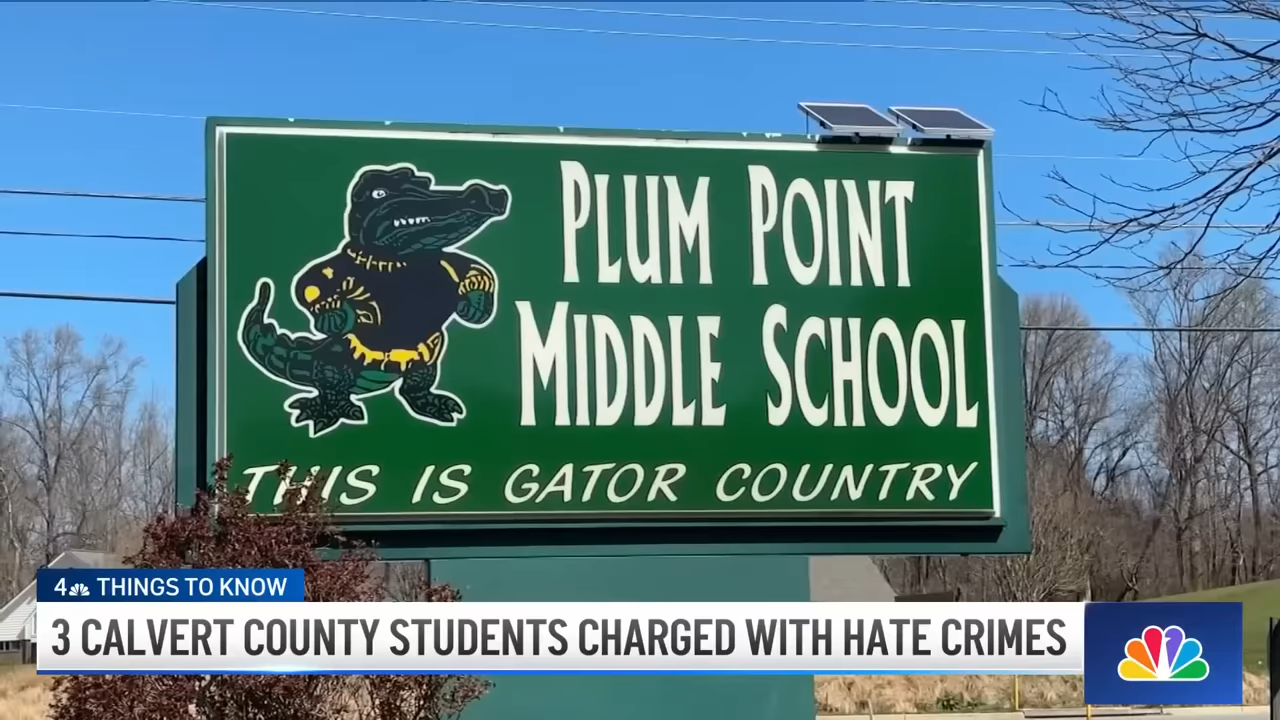 PLUM POINT
MIDDLE SCHOOL
THIS IS GATOR COUNTRY
4 THINGS TO KNOW
3 CALVERT COUNTY STUDENTS CHARGED WITH HATE CRIMES